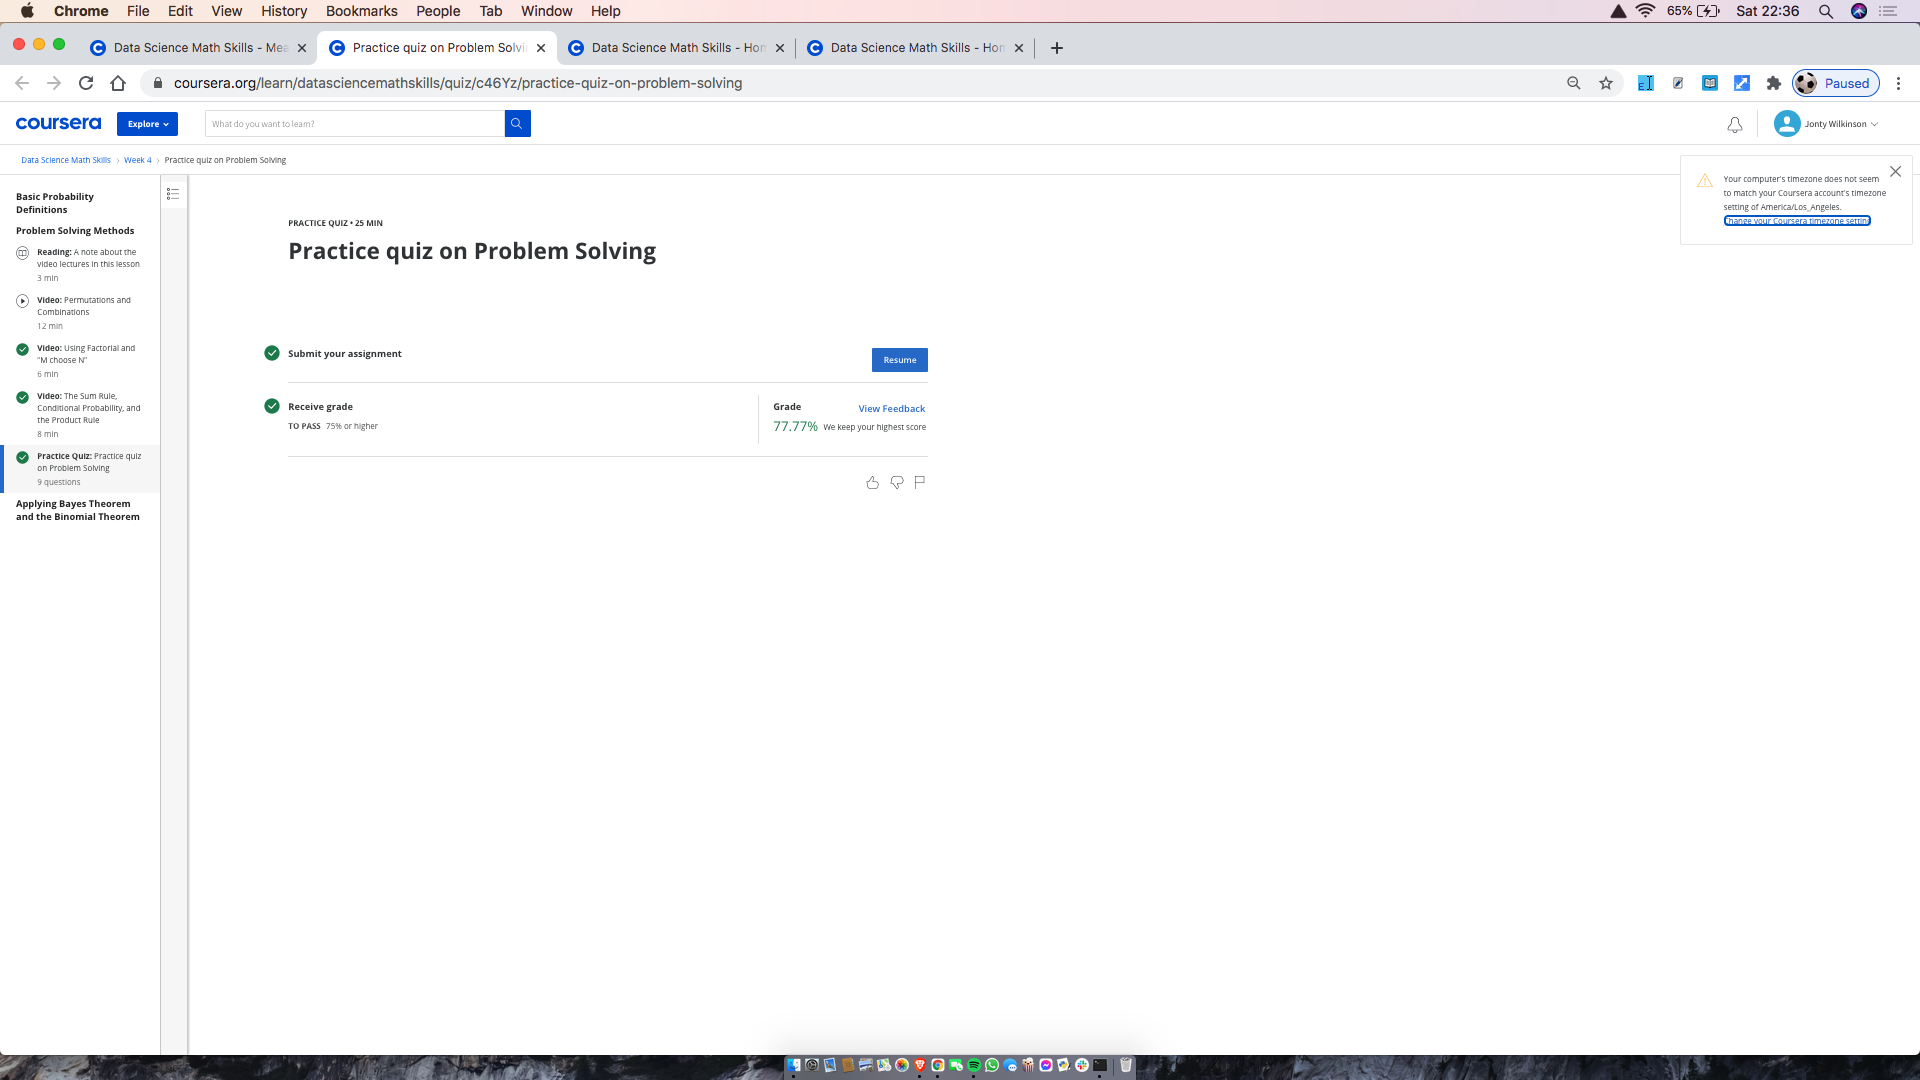 Chrome File Edit View History Bookmarks People Tab Window Help 65% Sat 22:36
Data Science Math Skills - Mea Practice quiz on Problem Solvi Data Science Math Skills - Hom Data Science Math Skills - Hom
coursera.org/learn/datasciencemathskills/quiz/c46Yz/practice-quiz-on-problem-solving Paused
coursera Explore What do you want to learn? Jonty Wilkinson
Data Science Math Skills › Week 4 › Practice quiz on Problem Solving
Basic Probability
Definitions
Problem Solving Methods
Reading: A note about the
video lectures in this lesson
3 min
Video: Permutations and
Combinations
12 min
Video: Using Factorial and
"M choose N"
6 min
Video: The Sum Rule,
Conditional Probability, and
the Product Rule
8 min
Practice Quiz: Practice quiz
on Problem Solving
9 questions
Applying Bayes Theorem
and the Binomial Theorem
PRACTICE QUIZ • 25 MIN
Practice quiz on Problem Solving
Submit your assignment
Resume
Receive grade
TO PASS 75% or higher
Grade
View Feedback
77.77% We keep your highest score
Your computer's timezone does not seem
to match your Coursera account's timezone
setting of America/Los_Angeles.
Change your Coursera timezone setting